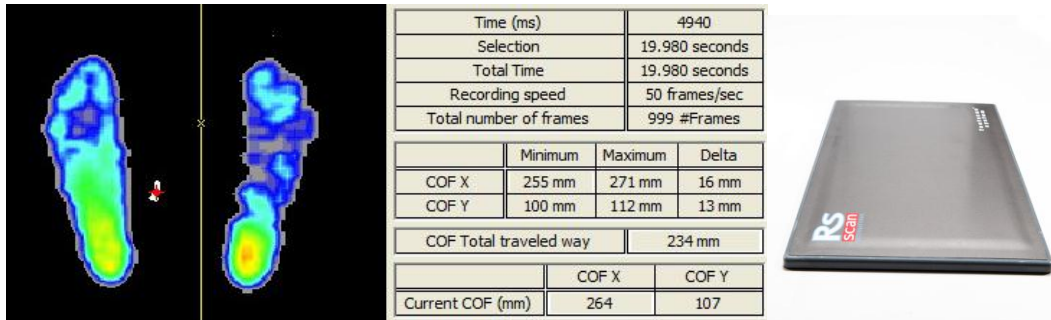 Time (ms) 4940
Selection 19.980 seconds
Total Time 19.980 seconds
Recording speed 50 frames/sec
Total number of frames 999 #Frames
Minimum Maximum Delta
COF X 255 mm 271 mm 16 mm
COF Y 100 mm 112 mm 13 mm
COF Total traveled way 234 mm
COF X COF Y
Current COF (mm) 264 107
RS
scan